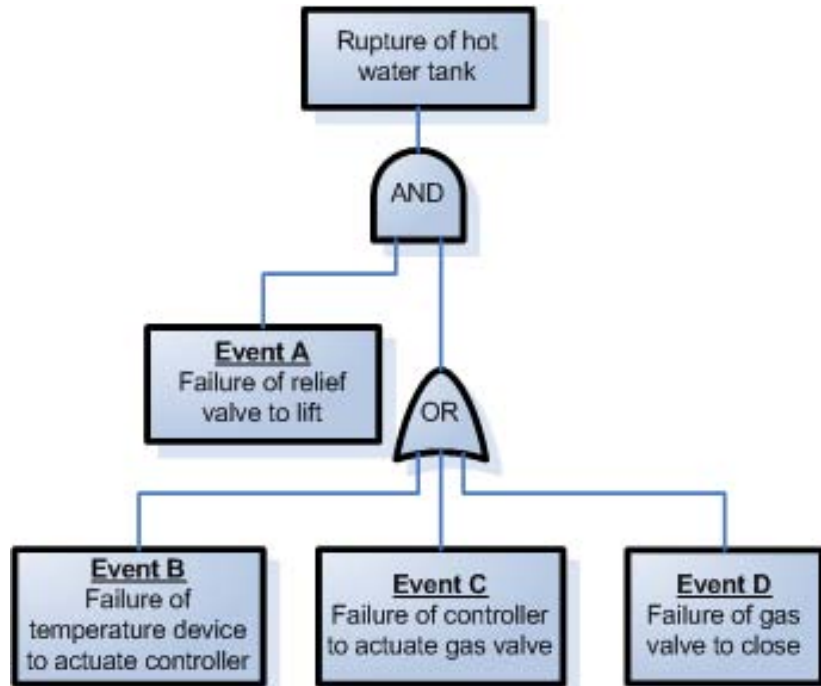 Rupture of hot
water tank
AND
Event A
Failure of relief
valve to lift
OR
Event B
Failure of
temperature device
to actuate controller
Event C
Failure of controller
to actuate gas valve
Event D
Failure of gas
valve to close